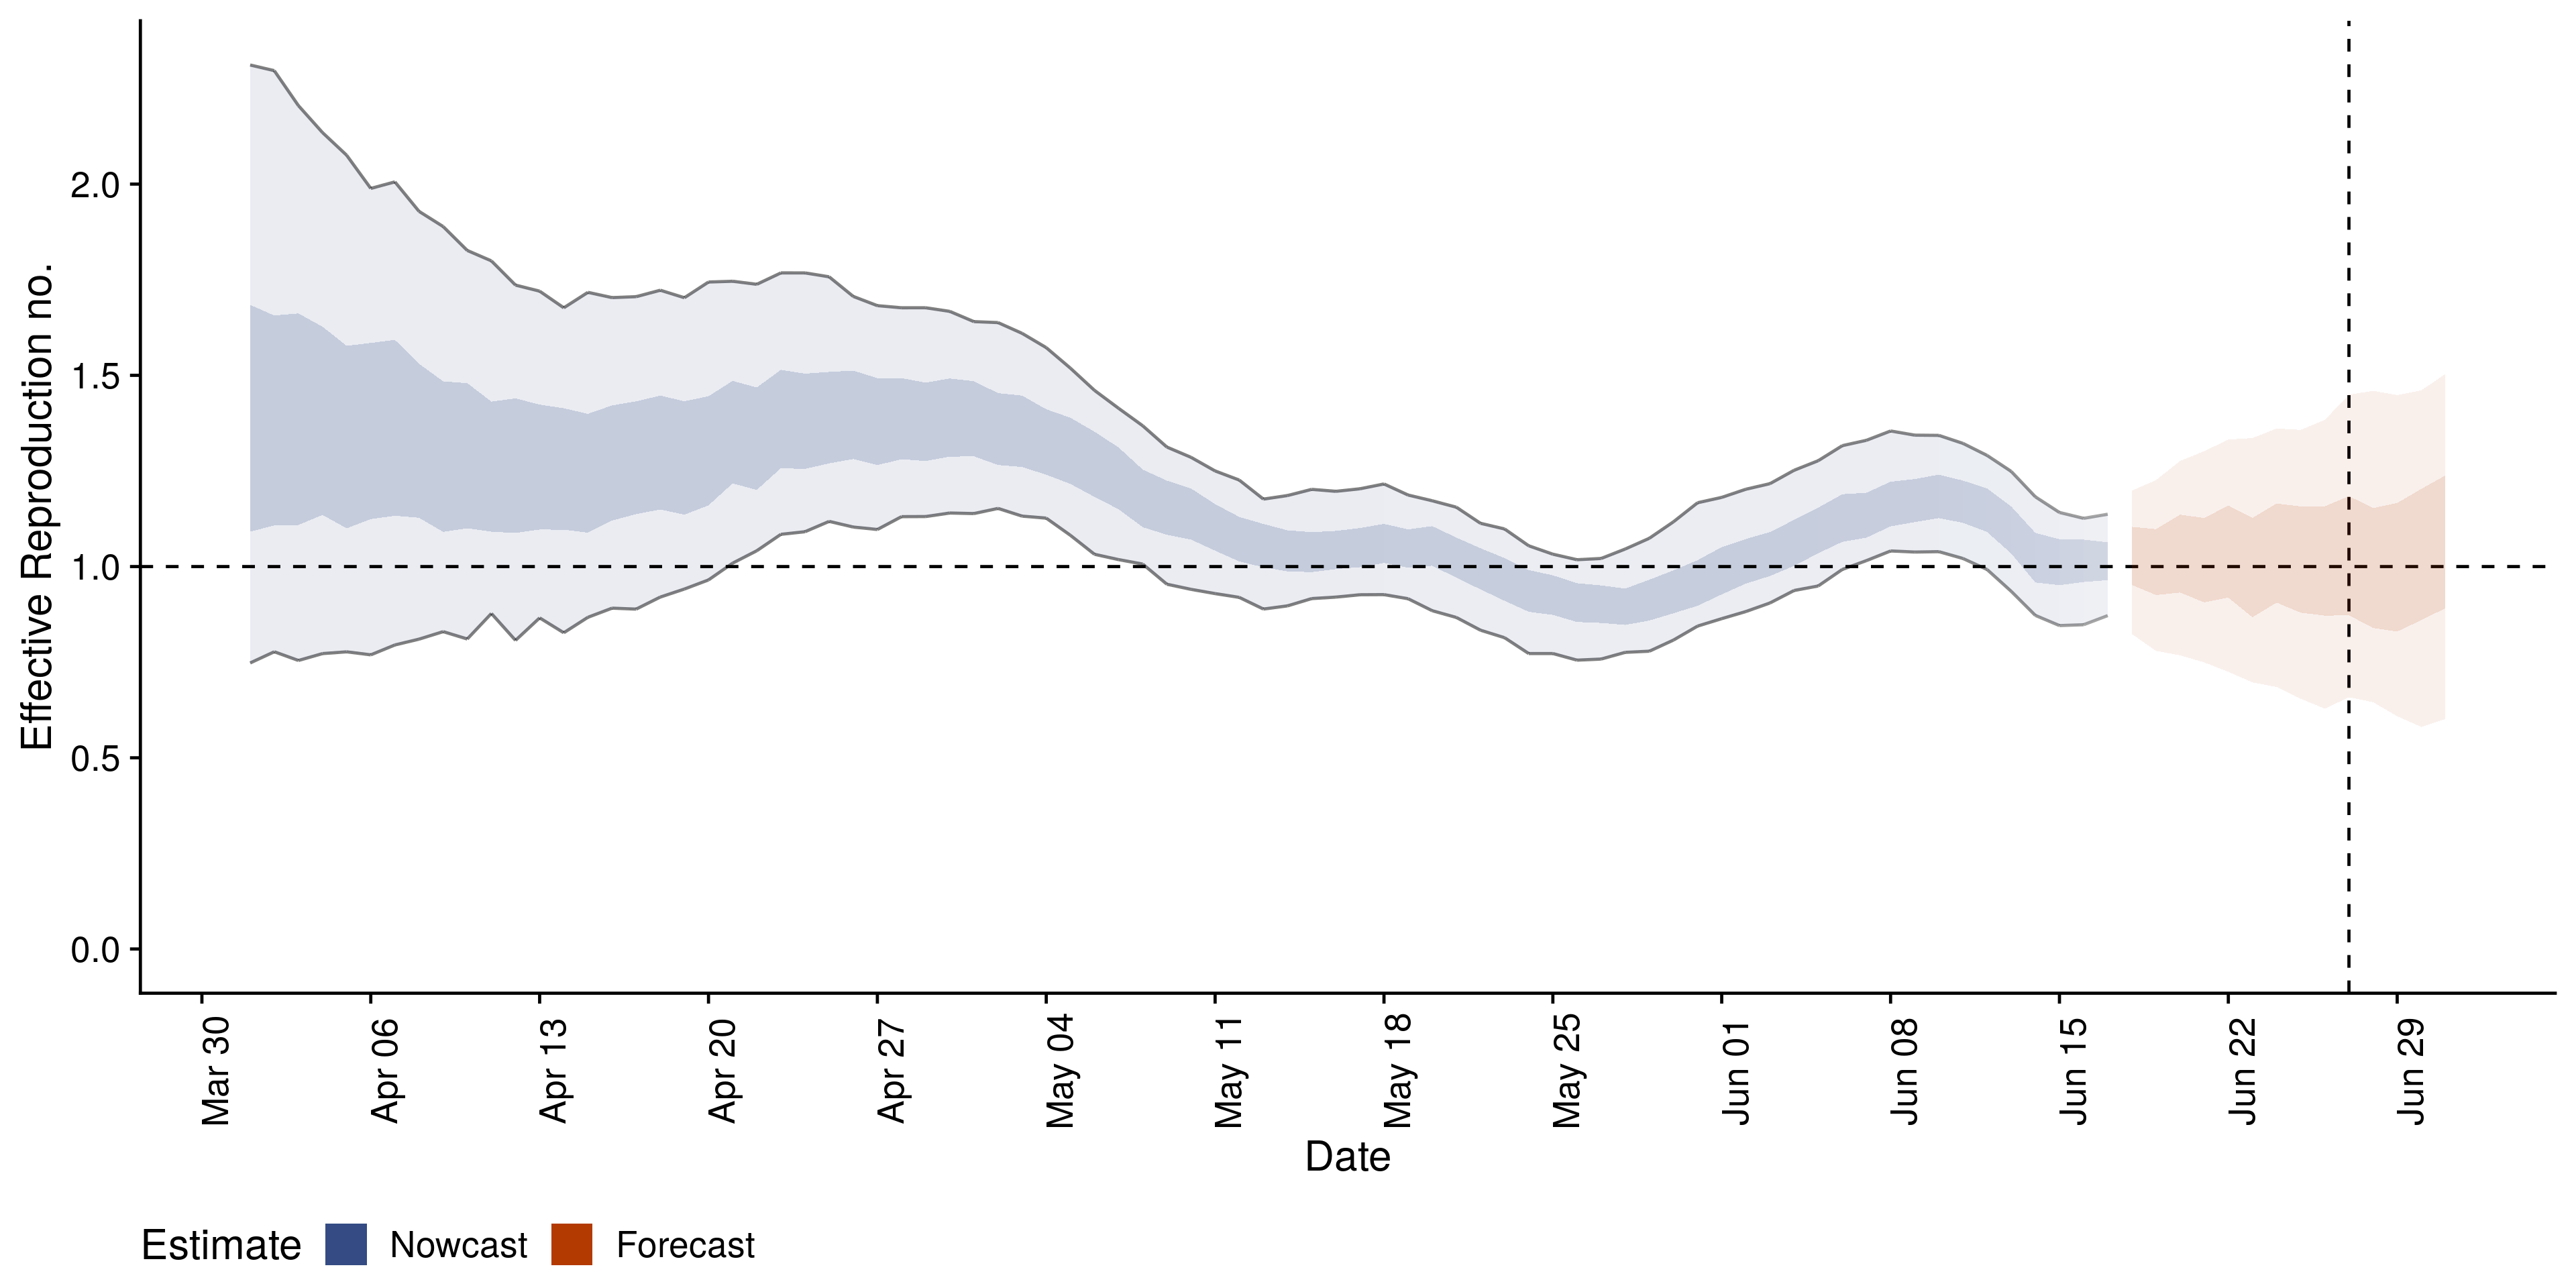 Effective Reproduction no.
2.0
1.5
1.0
0.5
0.0
Mar 30
Apr 06
Apr 13
Apr 20
Apr 27
May 04
May 11
May 18
May 25
Jun 01
Jun 08
Jun 15
Jun 22
Jun 29
Date
Estimate Nowcast Forecast